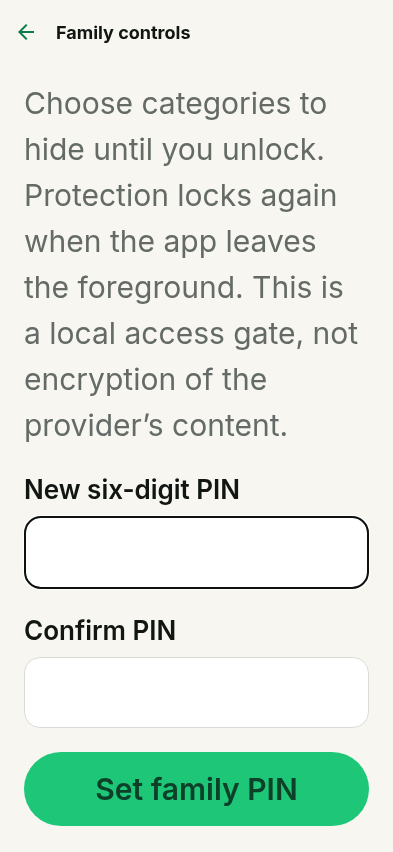 Family controls
Choose categories to
hide until you unlock.
Protection locks again
when the app leaves
the foreground. This is
a local access gate, not
encryption of the
provider’s content.
New six-digit PIN
Confirm PIN
Set family PIN